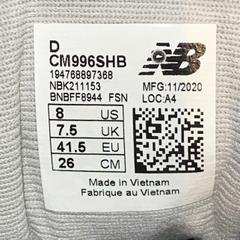 D
CM996SHB
194768897368
NBK211153
BNBFF8944 FSN
MFG:11/2020
LOC:A4
8 US
7.5 UK
41.5 EU
26 CM
Made in Vietnam
Fabrique au Vietnam